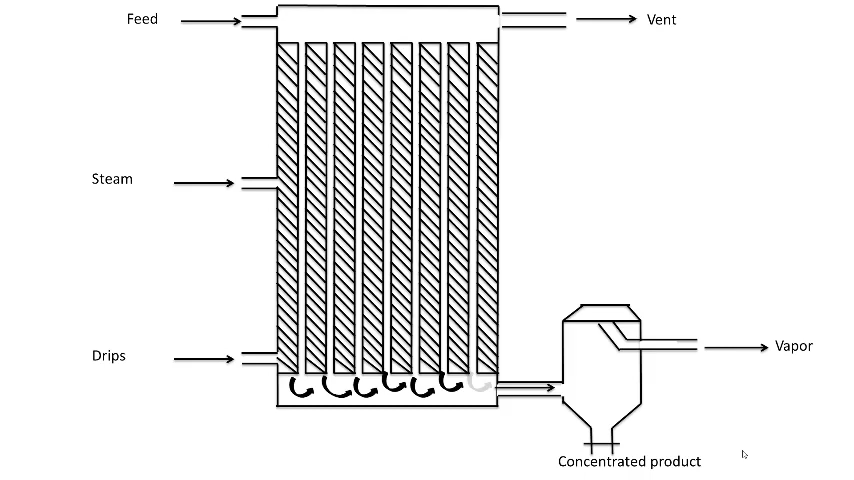 Feed
Vent
Steam
Drips
Vapor
Concentrated product